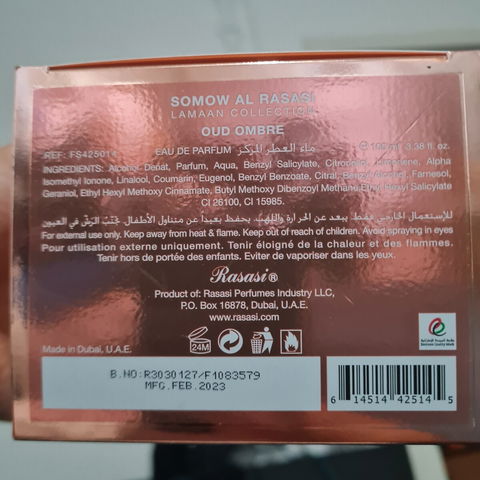 SOMOW AL RASASI
LAMAAN COLLECTION
OUD OMBRE
REF: FS425014 EAU DE PARFUM ماء العطر المركز ℮ 100 ml 3.38 fl. oz.
INGREDIENTS: Alcohol Denat, Parfum, Aqua, Benzyl Salicylate, Citronellol, Limonene, Alpha
Isomethyl Ionone, Linalool, Coumarin, Eugenol, Benzyl Benzoate, Citral, Benzyl Alcohol, Farnesol,
Geraniol, Ethyl Hexyl Methoxy Cinnamate, Butyl Methoxy Dibenzoyl Methane, Ethyl Hexyl Salicylate
CI 26100, CI 15985.
للإستعمال الخارجي فقط. يبعد عن الحرارة واللهب. يحفظ بعيداً عن متناول الأطفال. تجنب الرش في العيون
For external use only. Keep away from heat & flame. Keep out of reach of children. Avoid spraying in eyes
Pour utilisation externe uniquement. Tenir éloigné de la chaleur et des flammes.
Tenir hors de portée des enfants. Eviter de vaporiser dans les yeux.
Rasasi®
Product of: Rasasi Perfumes Industry LLC,
P.O. Box 16878, Dubai, U.A.E.
www.rasasi.com
24M
Emirates Quality Mark
Made in Dubai, U.A.E.
B.NO:R3030127/F1083579
MFG.FEB.2023
6 14514 42514 5